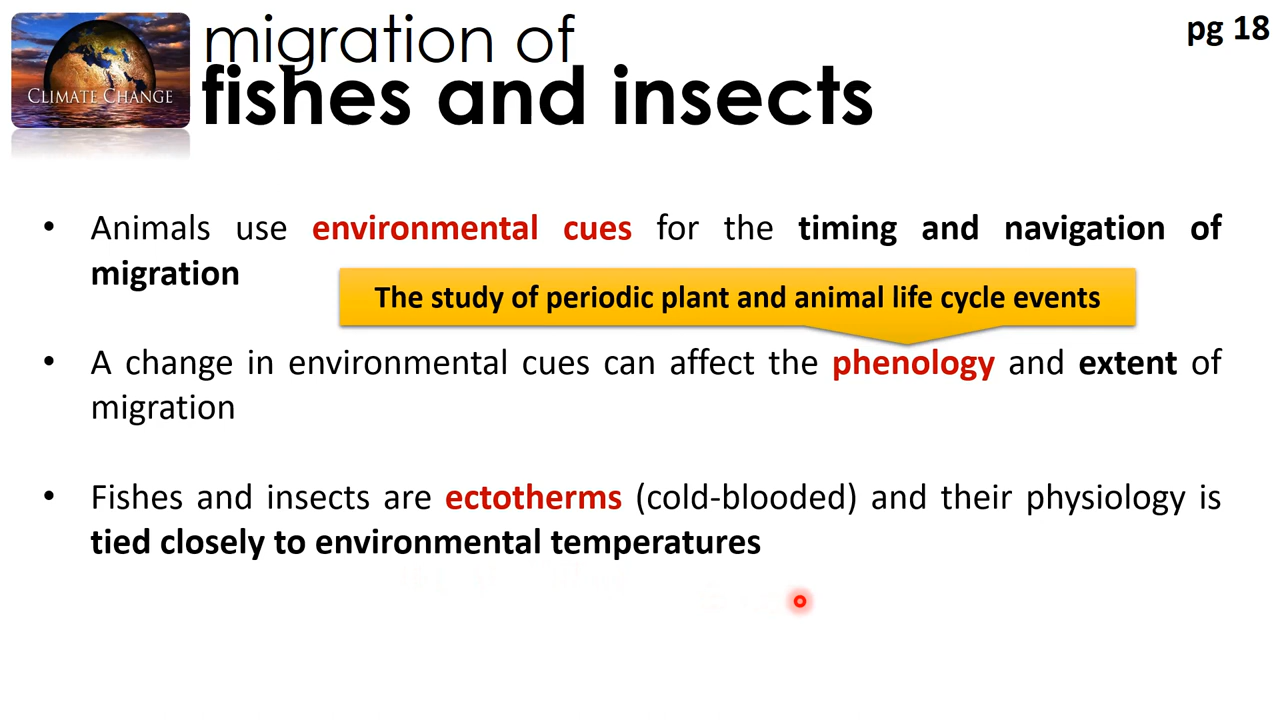 pg 18
CLIMATE CHANGE
migration of
fishes and insects
• Animals use environmental cues for the timing and navigation of
migration
The study of periodic plant and animal life cycle events
• A change in environmental cues can affect the phenology and extent of
migration
• Fishes and insects are ectotherms (cold-blooded) and their physiology is
tied closely to environmental temperatures